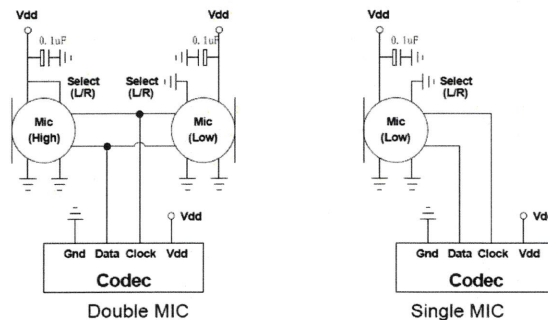 Vdd
Vdd
0.1uF
0.1uF
Select
(L/R)
Select
(L/R)
Mic
(High)
Mic
(Low)
Vdd
Gnd Data Clock Vdd
Codec
Double MIC
Vdd
0.1uF
Select
(L/R)
Mic
(Low)
Vdd
Gnd Data Clock Vdd
Codec
Single MIC